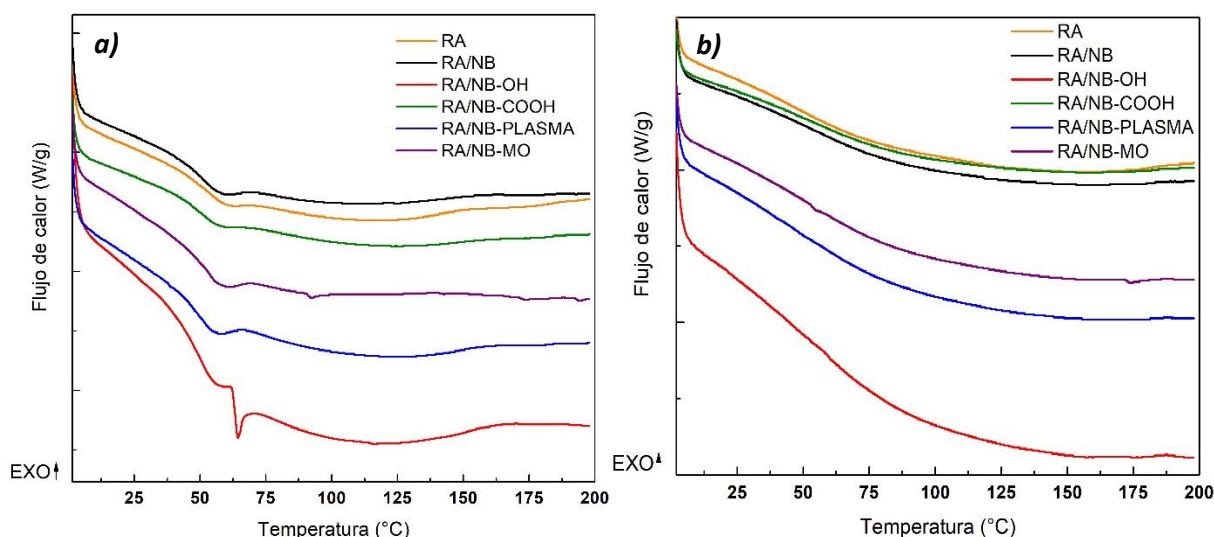 a)
RA
RA/NB
RA/NB-OH
RA/NB-COOH
RA/NB-PLASMA
RA/NB-MO
Flujo de calor (W/g)
EXO
25 50 75 100 125 150 175 200
Temperatura (°C)
b)
RA
RA/NB
RA/NB-OH
RA/NB-COOH
RA/NB-PLASMA
RA/NB-MO
Flujo de calor (W/g)
EXO
25 50 75 100 125 150 175 200
Temperatura (°C)